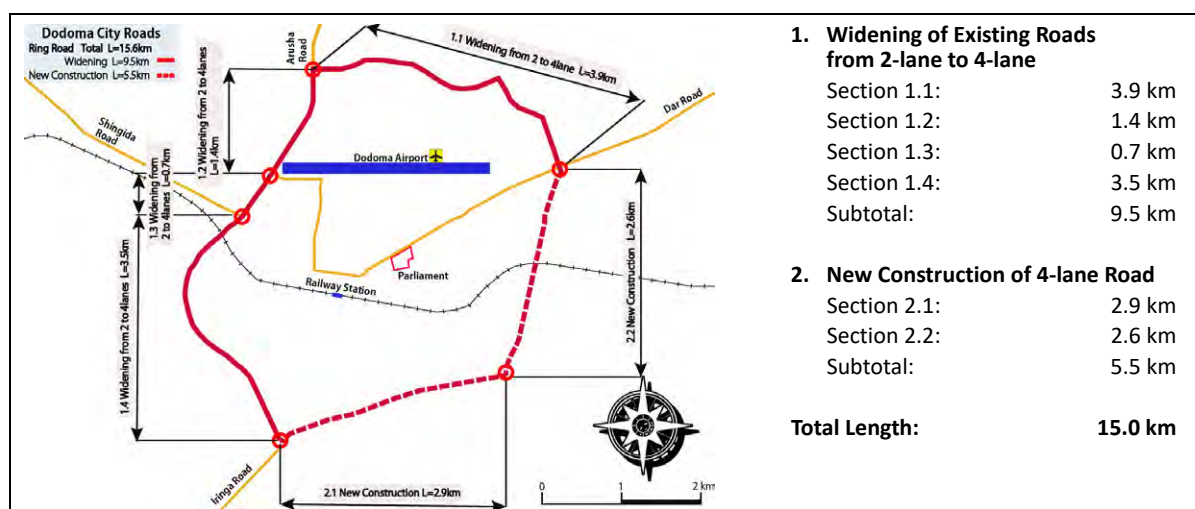 Dodoma City Roads
Ring Road Total L=15.6km
Widening L=9.5km
New Construction L=5.5km
Arusha
Road
1.1 Widening from 2 to 4lane L=3.9km
Dar Road
1.2 Widening from 2 to 4lanes
L=1.4km
Shingida
Road
Dodoma Airport
1.3 Widening from
2 to 4lanes L=0.7km
1.4 Widening from 2 to 4lanes L=3.5km
Parliament
Railway Station
2.2 New Construction L=2.6km
Iringa Road
2.1 New Construction L=2.9km
0 1 2 km
1. Widening of Existing Roads
from 2-lane to 4-lane
Section 1.1: 3.9 km
Section 1.2: 1.4 km
Section 1.3: 0.7 km
Section 1.4: 3.5 km
Subtotal: 9.5 km
2. New Construction of 4-lane Road
Section 2.1: 2.9 km
Section 2.2: 2.6 km
Subtotal: 5.5 km
Total Length: 15.0 km